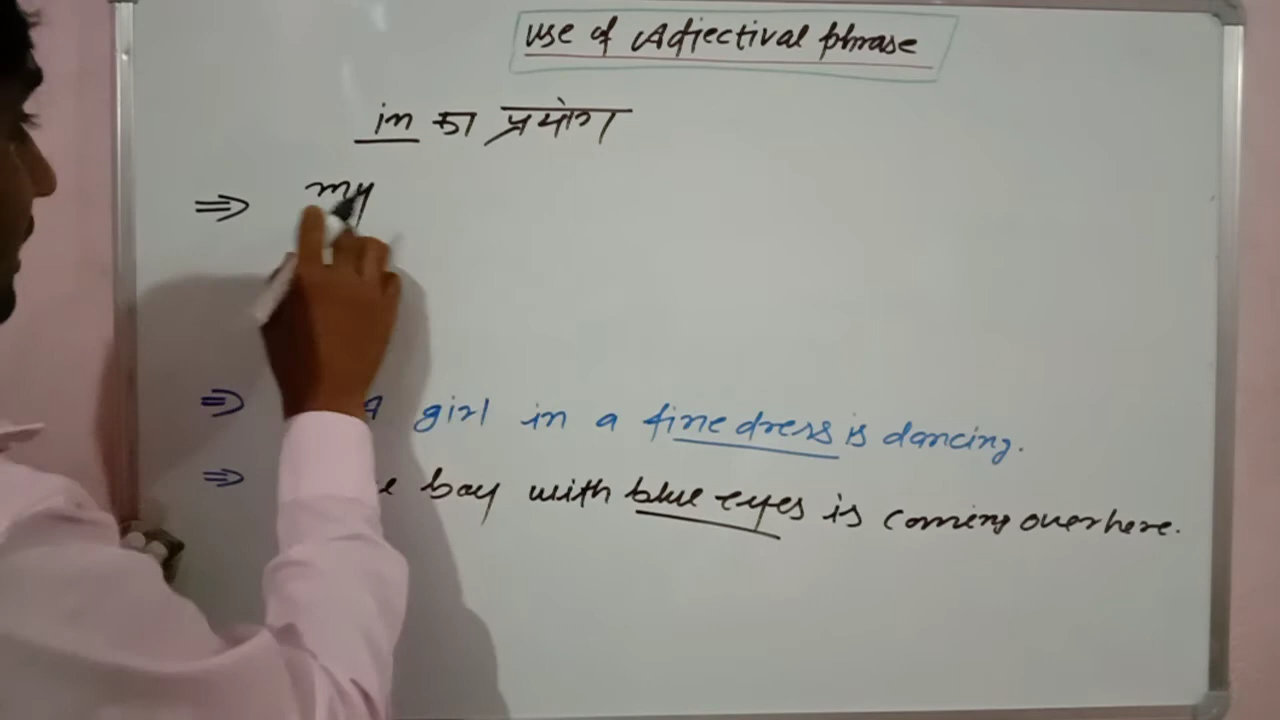 Use of Adjectival phrase
in का प्रयोग
⇒ my
⇒ A girl in a fine dress is dancing.
⇒ boy with blue eyes is coming over here.